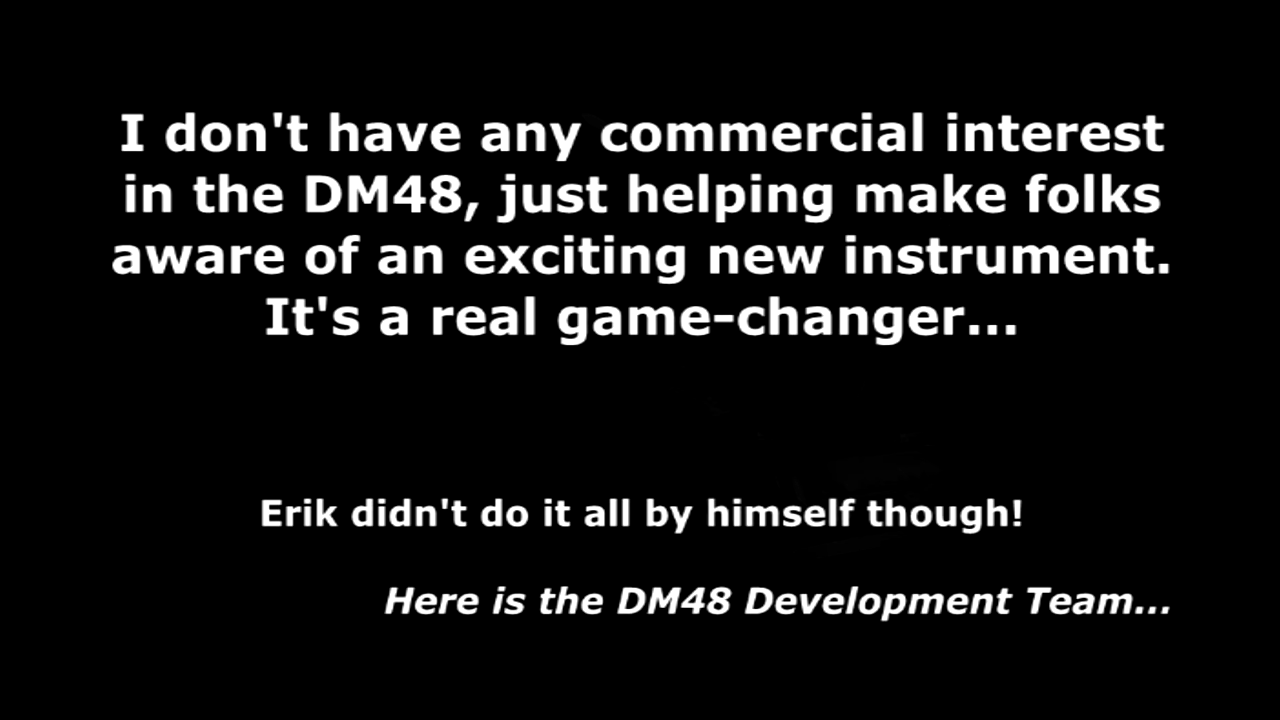 I don't have any commercial interest
in the DM48, just helping make folks
aware of an exciting new instrument.
It's a real game-changer...
Erik didn't do it all by himself though!
Here is the DM48 Development Team...